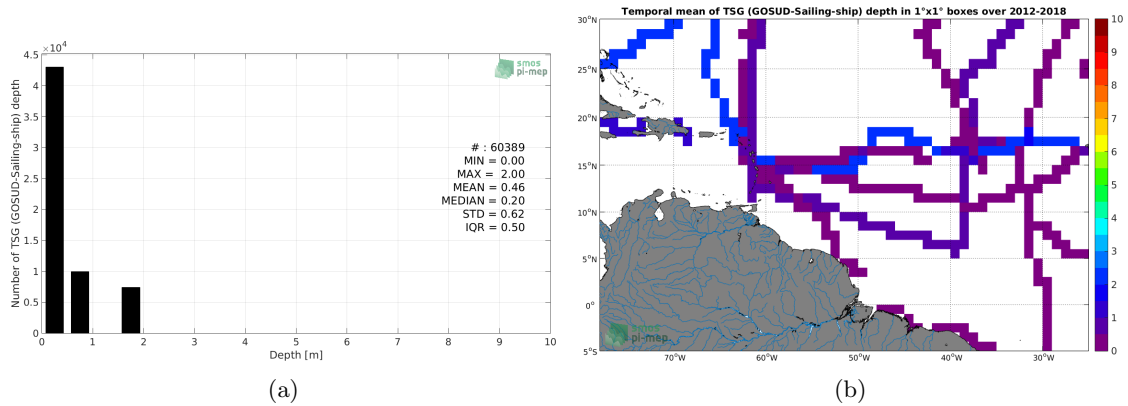 ×10⁴
4.5
4
3.5
3
2.5
2
1.5
1
0.5
0
Number of TSG (GOSUD-Sailing-ship) depth
smos
pi-mep
# : 60389
MIN = 0.00
MAX = 2.00
MEAN = 0.46
MEDIAN = 0.20
STD = 0.62
IQR = 0.50
0 1 2 3 4 5 6 7 8 9 10
Depth [m]
(a)
Temporal mean of TSG (GOSUD-Sailing-ship) depth in 1°x1° boxes over 2012-2018
30°N
25°N
20°N
15°N
10°N
5°N
0°
5°S
smos
pi-mep
70°W 60°W 50°W 40°W 30°W
10
9
8
7
6
5
4
3
2
1
0
(b)